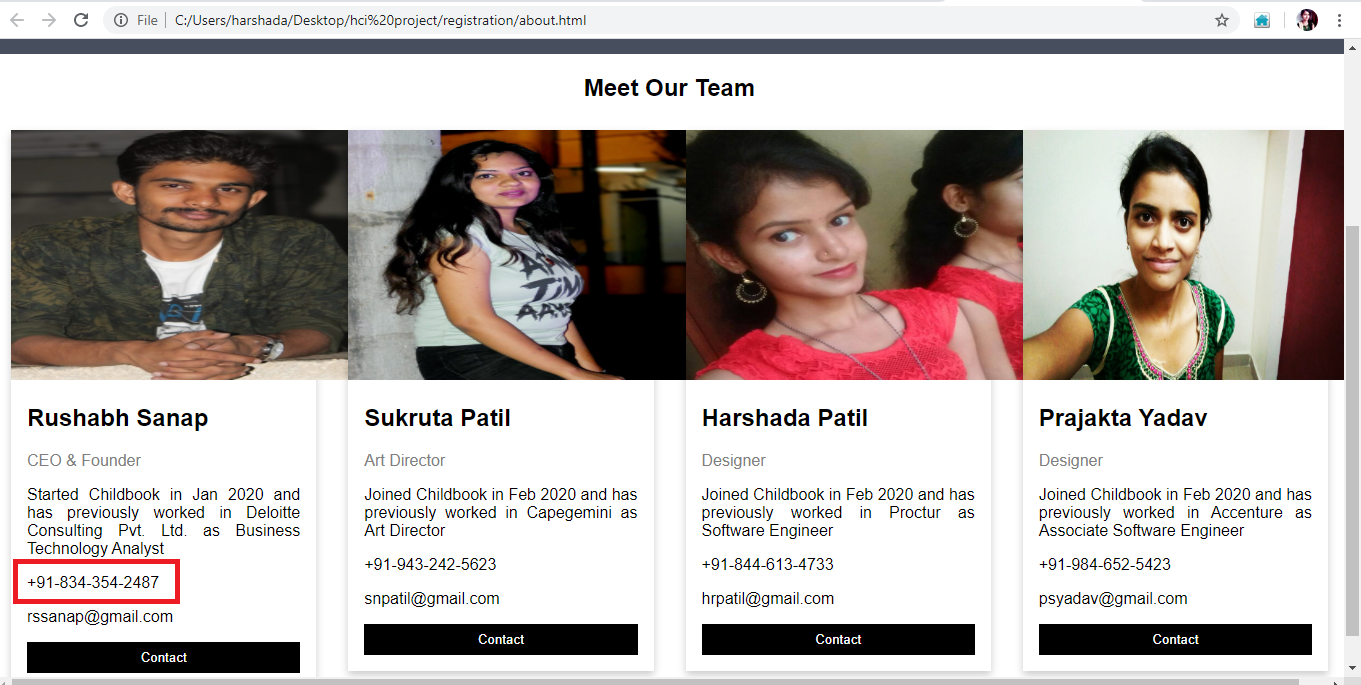 File
C:/Users/harshada/Desktop/hci%20project/registration/about.html
Meet Our Team
Rushabh Sanap
CEO & Founder
Started Childbook in Jan 2020 and
has previously worked in Deloitte
Consulting Pvt. Ltd. as Business
Technology Analyst
+91-834-354-2487
rssanap@gmail.com
Contact
Sukruta Patil
Art Director
Joined Childbook in Feb 2020 and has
previously worked in Capegemini as
Art Director
+91-943-242-5623
snpatil@gmail.com
Contact
Harshada Patil
Designer
Joined Childbook in Feb 2020 and has
previously worked in Proctur as
Software Engineer
+91-844-613-4733
hrpatil@gmail.com
Contact
Prajakta Yadav
Designer
Joined Childbook in Feb 2020 and has
previously worked in Accenture as
Associate Software Engineer
+91-984-652-5423
psyadav@gmail.com
Contact